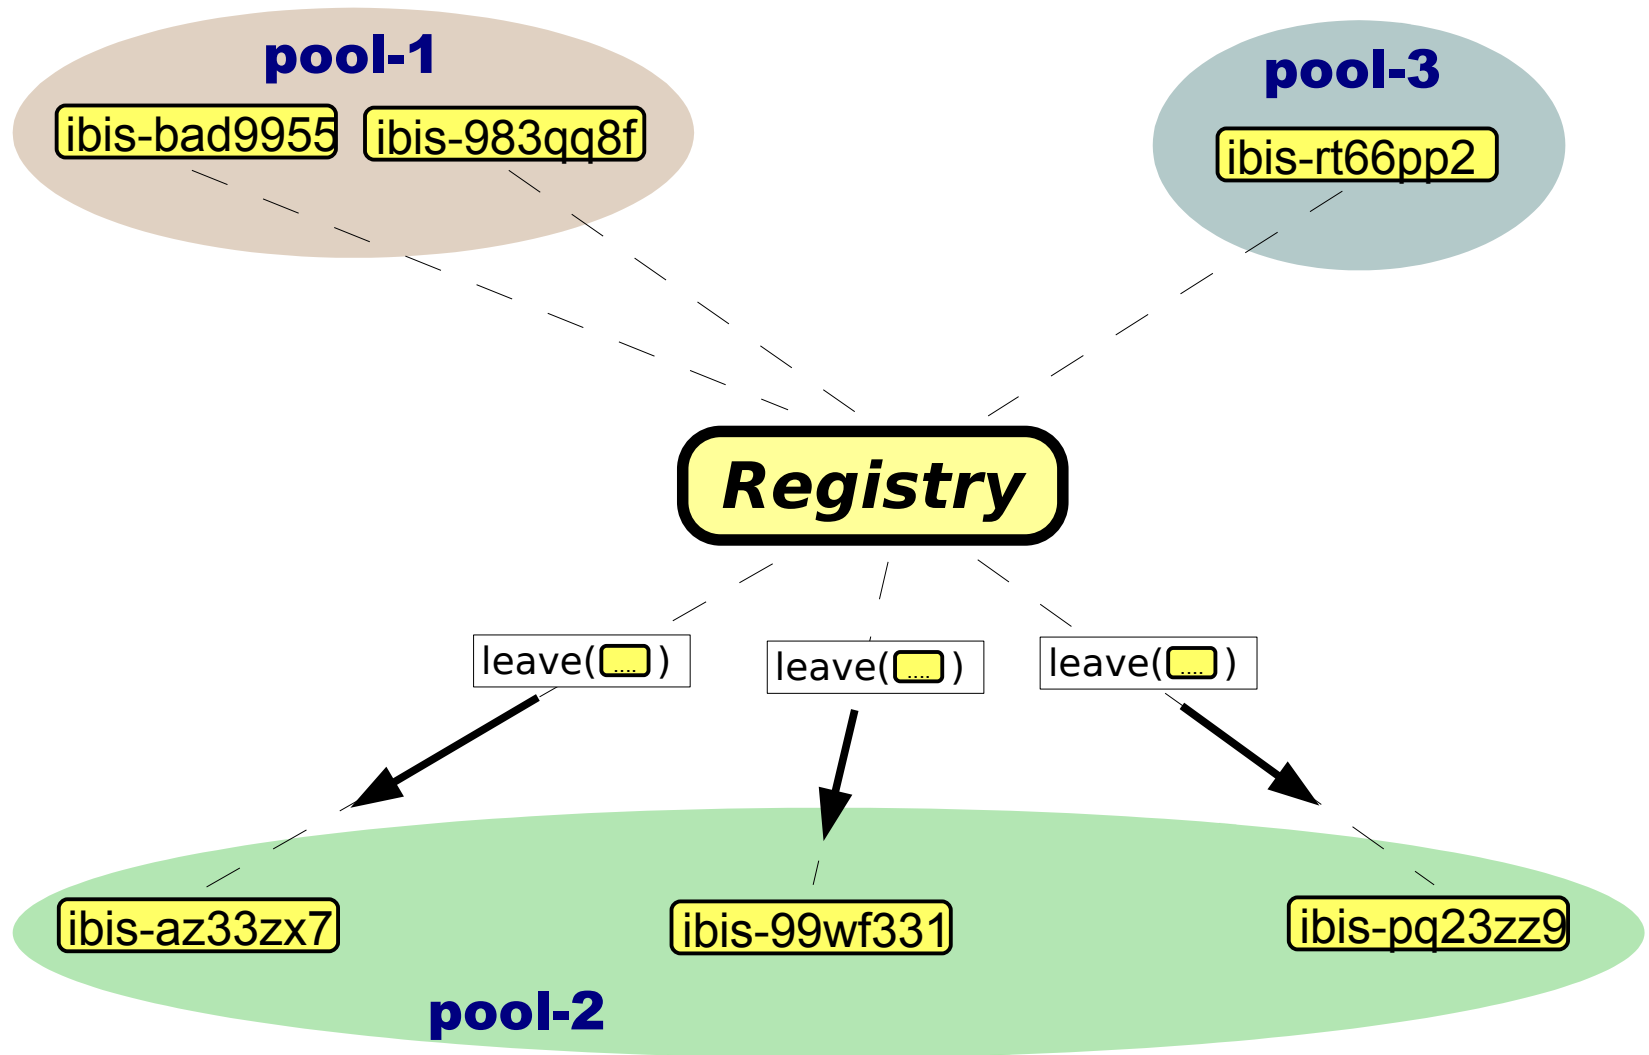 pool-1
pool-3
ibis-bad9955
ibis-983qq8f
ibis-rt66pp2
Registry
leave(....)
leave(....)
leave(....)
ibis-az33zx7
ibis-99wf331
ibis-pq23zz9
pool-2